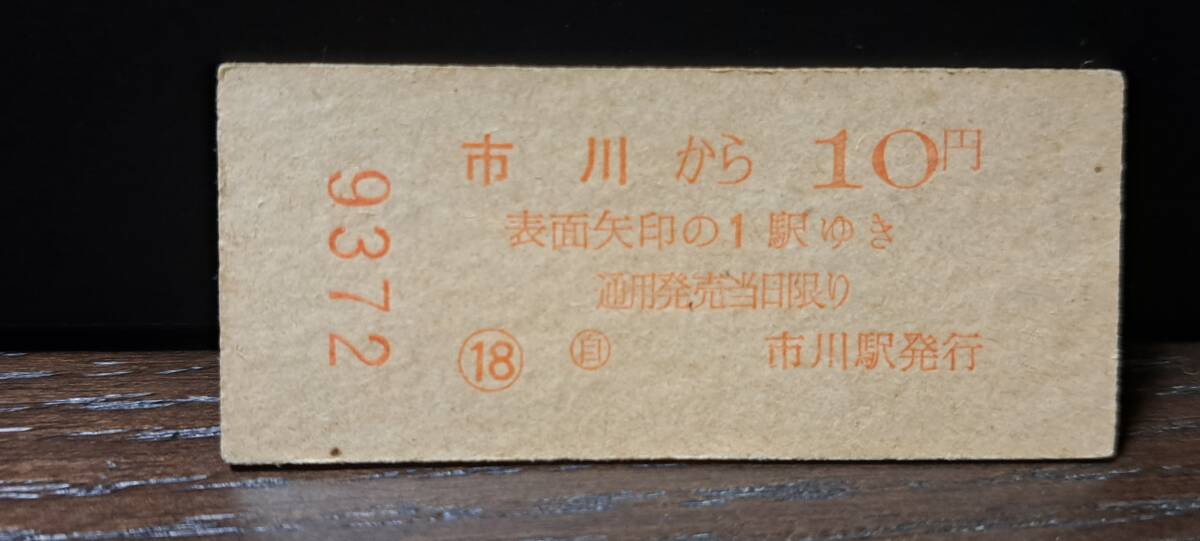 市川から 10円
表面矢印の1駅ゆき
通用発売当日限り
⑱ ㊀自 市川駅発行
9372